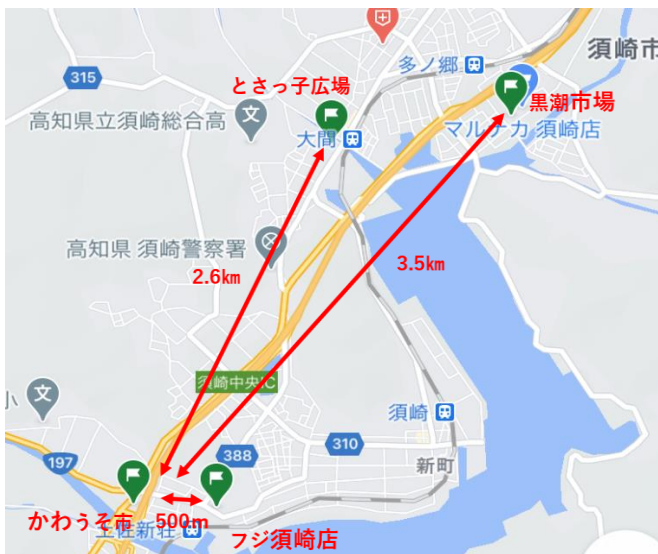 須崎市
多ノ郷
315
とさっ子広場
黒潮市場
高知県立須崎総合高
文
大間
マルナカ 須崎店
高知県 須崎警察署
2.6㎞
3.5㎞
須崎中央IC
文
小
須崎
310
388
新町
197
かわうそ市
500ｍ
土佐新荘
フジ須崎店